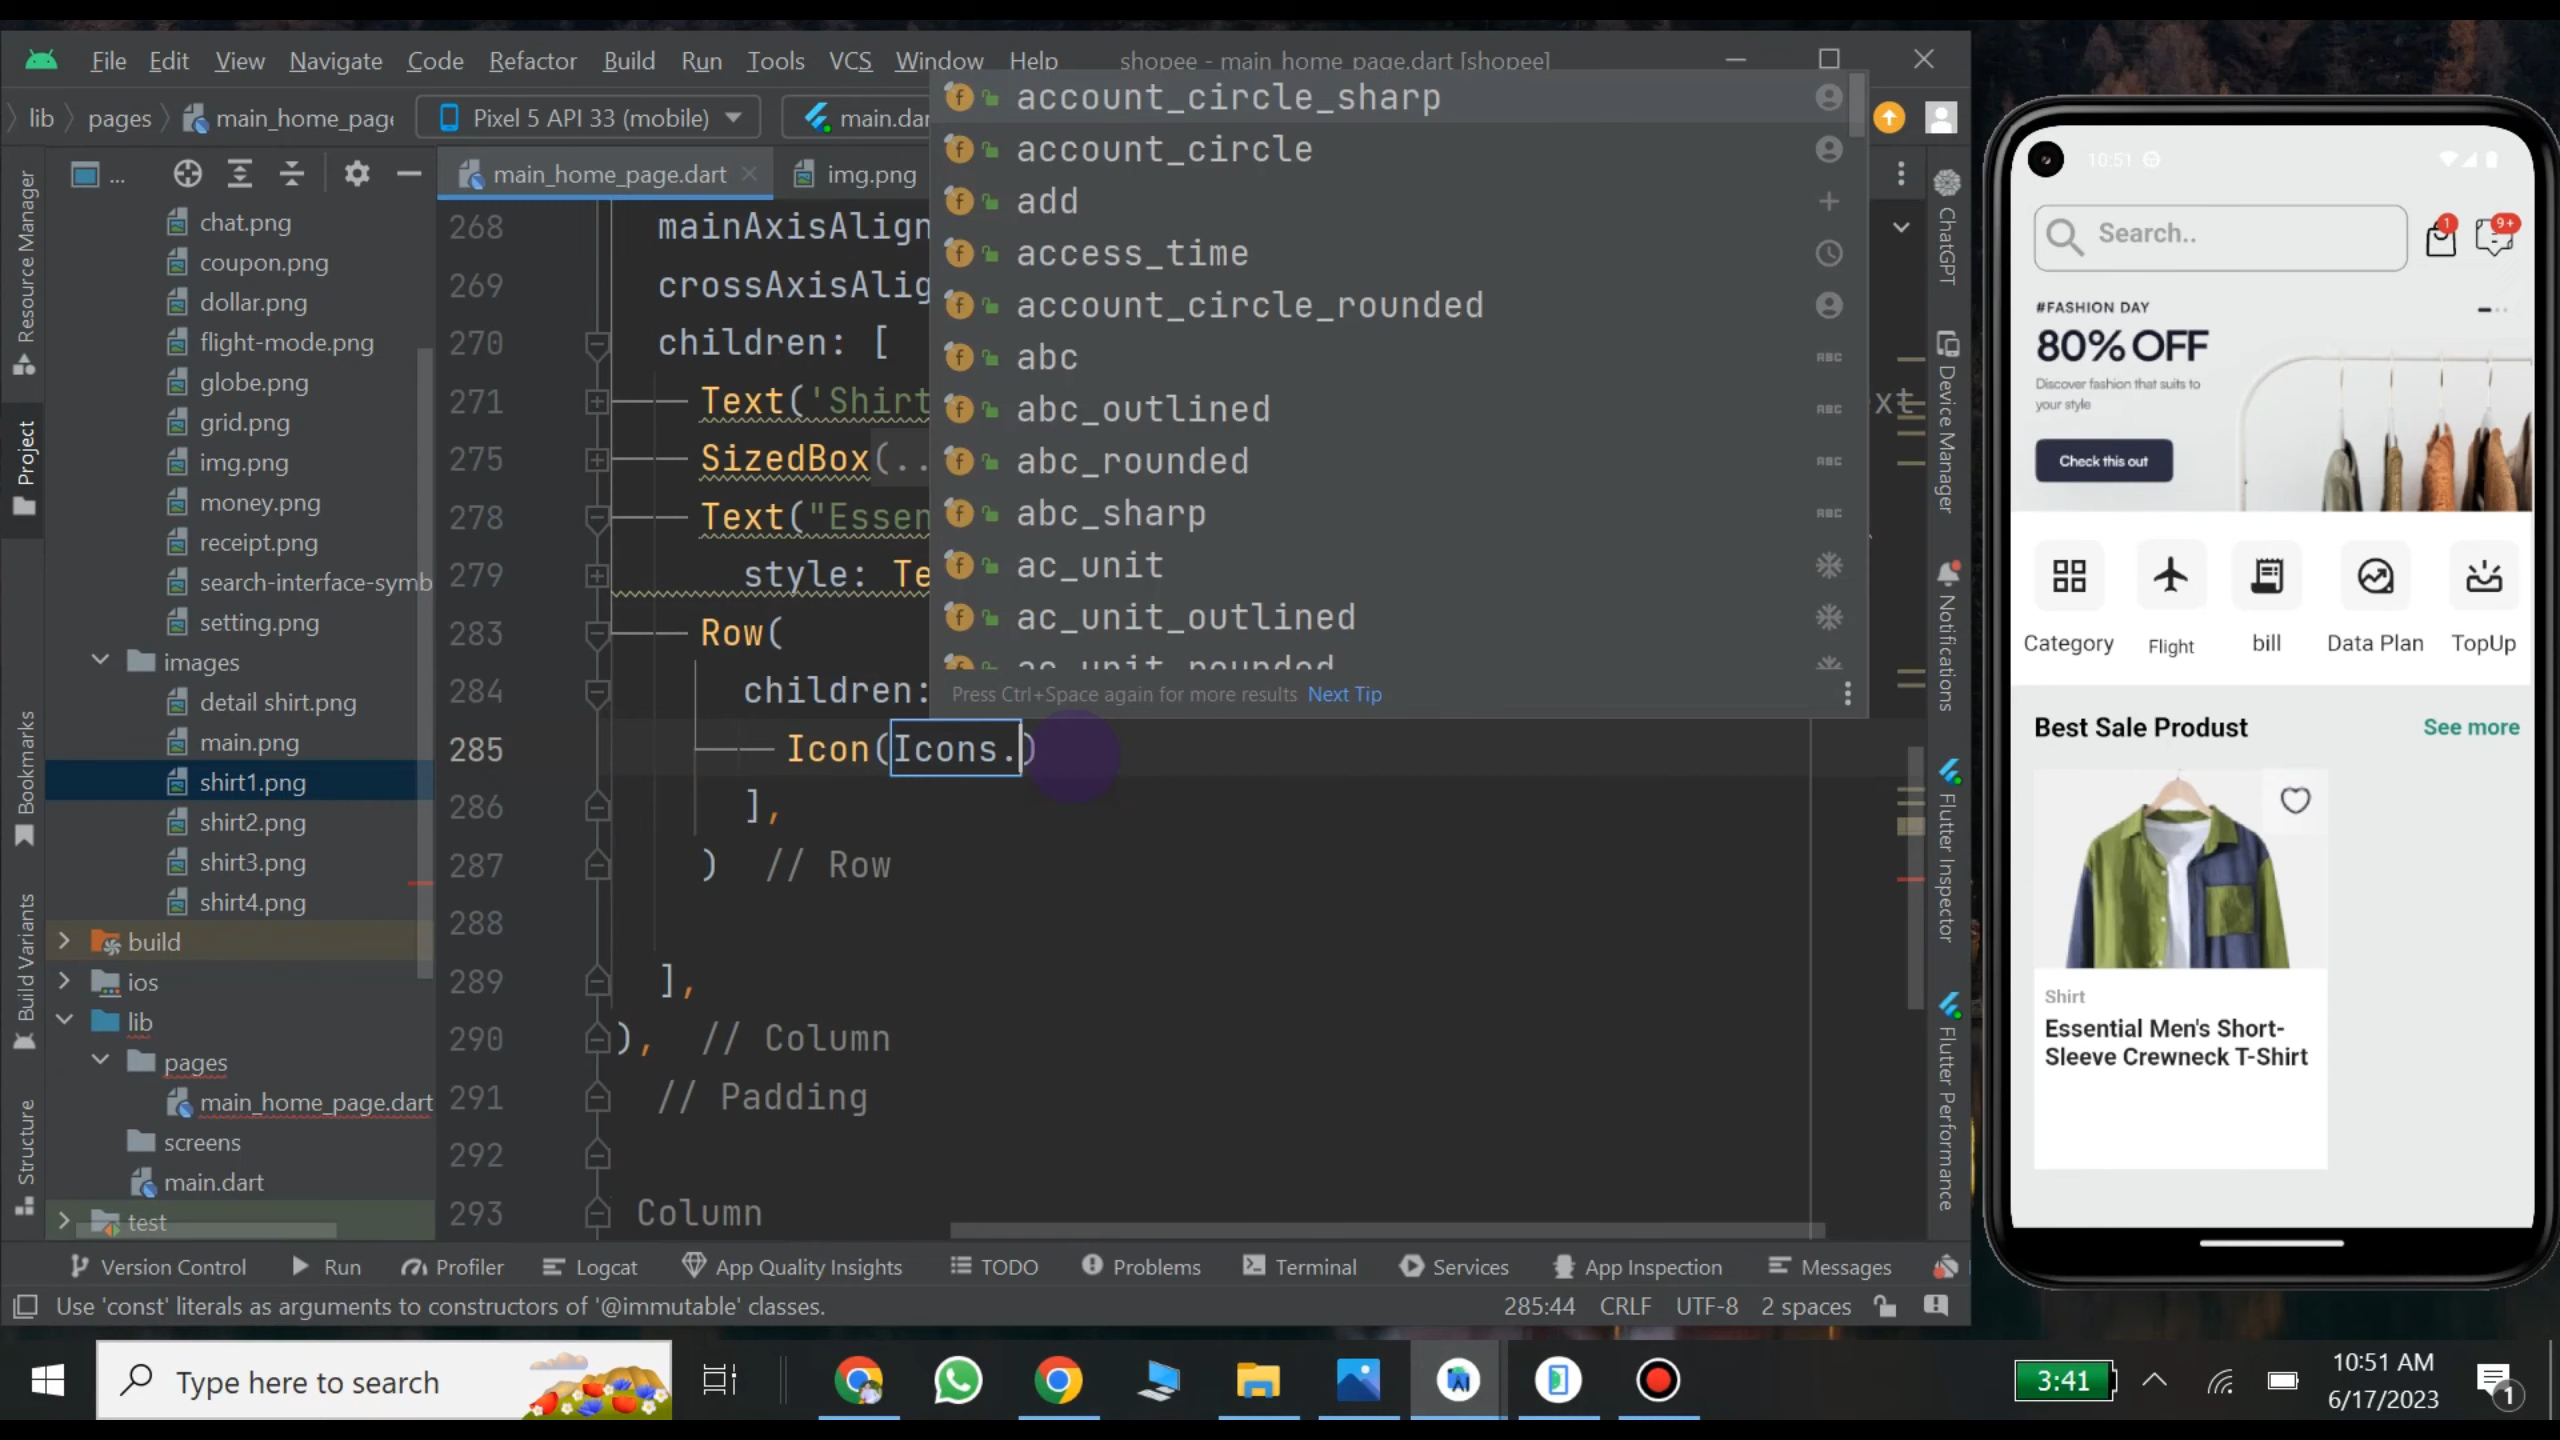 File Edit View Navigate Code Refactor Build Run Tools VCS Window Help shopee - main_home_page.dart [shopee]
lib pages main_home_page Pixel 5 API 33 (mobile) main.dar
... main_home_page.dart img.png
Resource Manager
Project
Bookmarks
Build Variants
Structure
chat.png
coupon.png
dollar.png
flight-mode.png
globe.png
grid.png
img.png
money.png
receipt.png
search-interface-symb
setting.png
images
detail shirt.png
main.png
shirt1.png
shirt2.png
shirt3.png
shirt4.png
build
ios
lib
pages
main_home_page.dart
screens
main.dart
test
268 mainAxisAlign
269 crossAxisAlig
270 children: [
271 Text('Shirt
275 SizedBox(..
278 Text("Essen
279 style: Te
283 Row(
284 children:
285 Icon(Icons.)
286 ],
287 ) // Row
288
289 ],
290 ), // Column
291 // Padding
292
293 Column
account_circle_sharp
account_circle
add
access_time
account_circle_rounded
abc ABC
abc_outlined ABC
abc_rounded ABC
abc_sharp ABC
ac_unit
ac_unit_outlined
ac_unit_rounded
Press Ctrl+Space again for more results Next Tip
ext
ChatGPT
Device Manager
Notifications
Flutter Inspector
Flutter Performance
Version Control Run Profiler Logcat App Quality Insights TODO Problems Terminal Services App Inspection Messages
Use 'const' literals as arguments to constructors of '@immutable' classes. 285:44 CRLF UTF-8 2 spaces
10:51
Search.. 1 9+
#FASHION DAY
80% OFF
Discover fashion that suits to
your style
Check this out
Category Flight bill Data Plan TopUp
Best Sale Produst See more
Shirt
Essential Men's Short-
Sleeve Crewneck T-Shirt
Type here to search
3:41
10:51 AM
6/17/2023
1